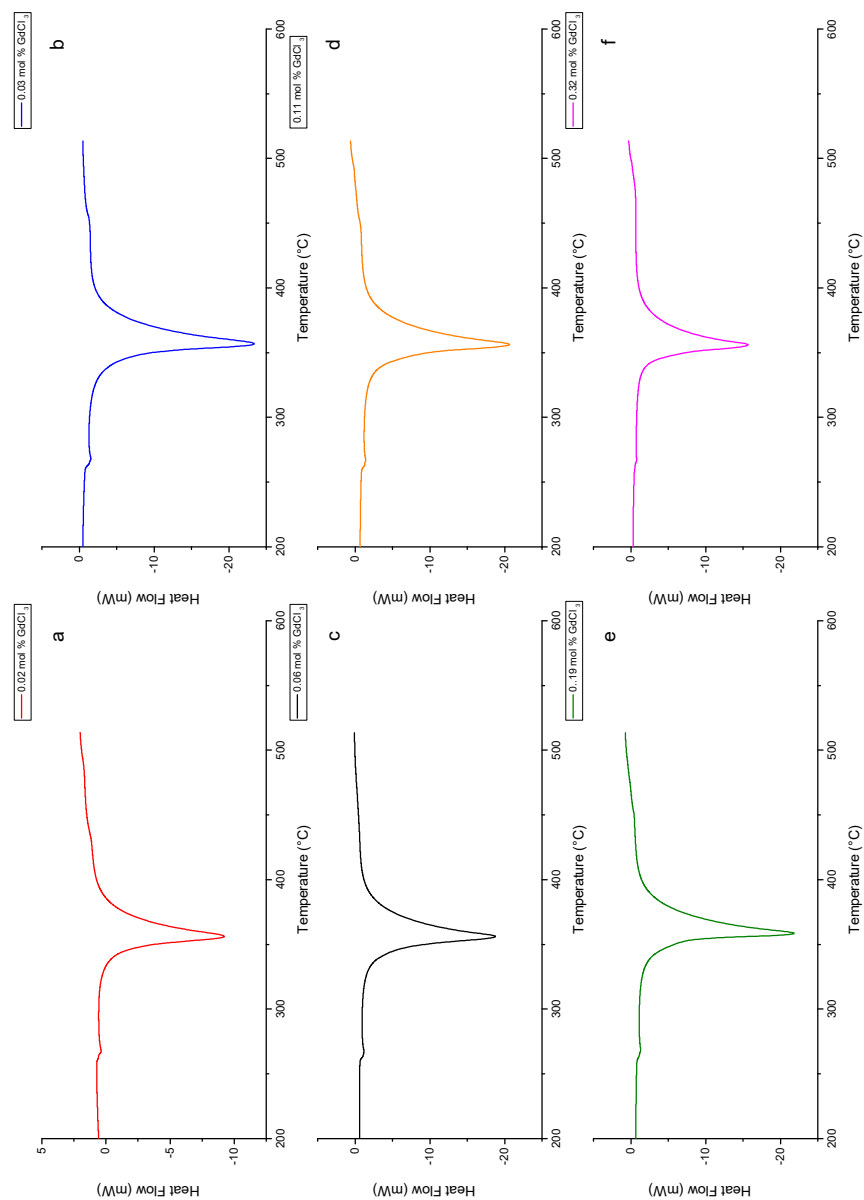 0.02 mol % GdCl3
a
5
0
-5
-10
Heat Flow (mW)
200
300
400
500
600
Temperature (°C)
0.03 mol % GdCl3
b
0
-10
-20
Heat Flow (mW)
200
300
400
500
600
Temperature (°C)
0.06 mol % GdCl3
c
0
-10
-20
Heat Flow (mW)
200
300
400
500
600
Temperature (°C)
0.11 mol % GdCl3
d
0
-10
-20
Heat Flow (mW)
200
300
400
500
600
Temperature (°C)
0..19 mol % GdCl3
e
0
-10
-20
Heat Flow (mW)
200
300
400
500
600
Temperature (°C)
0.32 mol % GdCl3
f
0
-10
-20
Heat Flow (mW)
200
300
400
500
600
Temperature (°C)